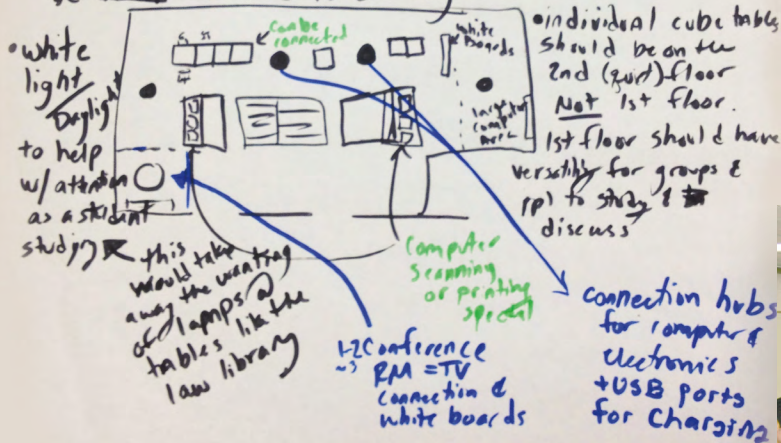 can be
connected
white
Boards
large
computer
Area
• white
light/
Daylight
to help
w/ attention
as a student
studying
this
would take
away the wanting
of lamps @
tables like the
law library
• individual cube tables
should be on the
2nd (quiet) floor
Not 1st floor.
1st floor should have
versatility for groups &
ppl to study &
discuss
Computer
Scanning
or printing
special
1-2 Conference
RM = TV
connection &
white boards
connection hubs
for computer &
electronics
+ USB ports
for Charging